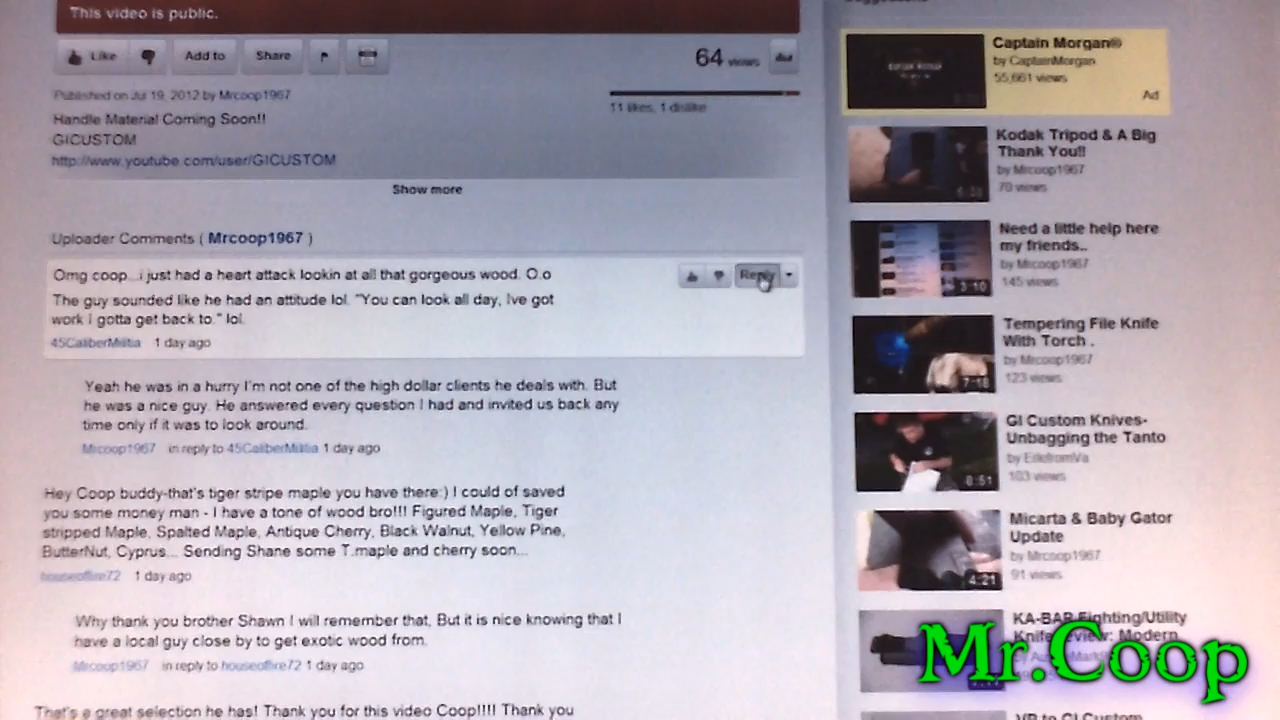 This video is public.
Like
Add to
Share
64 views
Published on Jul 19, 2012 by Mrcoop1967
11 likes, 1 dislike
Handle Material Coming Soon!!
GICUSTOM
http://www.youtube.com/user/GICUSTOM
Show more
Uploader Comments ( Mrcoop1967 )
Omg coop...i just had a heart attack lookin at all that gorgeous wood. O.o
Reply
The guy sounded like he had an attitude lol. "You can look all day, Ive got
work I gotta get back to." lol.
45CaliberMilitia 1 day ago
Yeah he was in a hurry I'm not one of the high dollar clients he deals with. But
he was a nice guy. He answered every question I had and invited us back any
time only if it was to look around.
Mrcoop1967 in reply to 45CaliberMilitia 1 day ago
Hey Coop buddy-that's tiger stripe maple you have there:) I could of saved
you some money man - I have a tone of wood bro!!! Figured Maple, Tiger
stripped Maple, Spalted Maple, Antique Cherry, Black Walnut, Yellow Pine,
ButterNut, Cyprus... Sending Shane some T.maple and cherry soon...
houseoffire72 1 day ago
Why thank you brother Shawn I will remember that, But it is nice knowing that I
have a local guy close by to get exotic wood from.
Mrcoop1967 in reply to houseoffire72 1 day ago
That's a great selection he has! Thank you for this video Coop!!!! Thank you
Captain Morgan®
by CaptainMorgan
55,661 views
Ad
Kodak Tripod & A Big
Thank You!!
by Mrcoop1967
70 views
Need a little help here
my friends..
by Mrcoop1967
145 views
3:10
Tempering File Knife
With Torch .
by Mrcoop1967
123 views
7:18
GI Custom Knives-
Unbagging the Tanto
by EriefromVa
103 views
8:51
Micarta & Baby Gator
Update
by Mrcoop1967
91 views
4:21
KA-BAR Fighting/Utility
Knife Review: Modern
by
VR to GI Custom
Mr.Coop